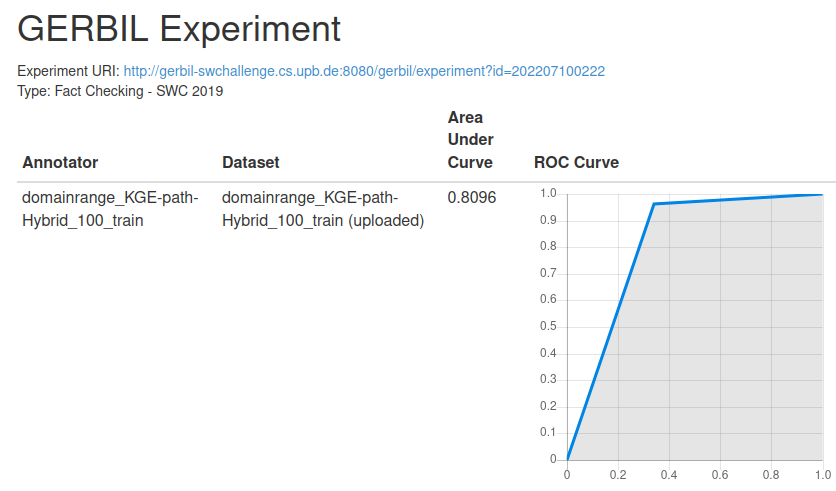 GERBIL Experiment
Experiment URI: http://gerbil-swchallenge.cs.upb.de:8080/gerbil/experiment?id=202207100222
Type: Fact Checking - SWC 2019
Annotator
Dataset
Area
Under
Curve
ROC Curve
domainrange_KGE-path-
Hybrid_100_train
domainrange_KGE-path-
Hybrid_100_train (uploaded)
0.8096
1.0
0.9
0.8
0.7
0.6
0.5
0.4
0.3
0.2
0.1
0
0 0.2 0.4 0.6 0.8 1.0